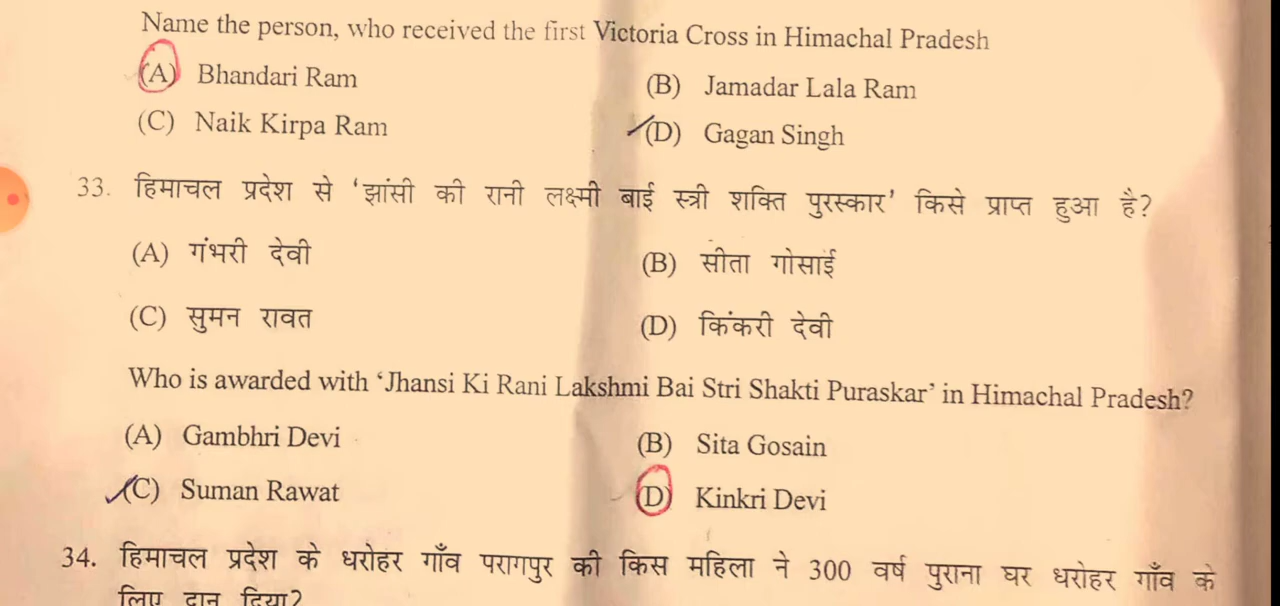 Name the person, who received the first Victoria Cross in Himachal Pradesh
(A) Bhandari Ram (B) Jamadar Lala Ram
(C) Naik Kirpa Ram (D) Gagan Singh
33. हिमाचल प्रदेश से ‘झांसी की रानी लक्ष्मी बाई स्त्री शक्ति पुरस्कार’ किसे प्राप्त हुआ है?
(A) गंभरी देवी (B) सीता गोसाई
(C) सुमन रावत (D) किंकरी देवी
Who is awarded with ‘Jhansi Ki Rani Lakshmi Bai Stri Shakti Puraskar’ in Himachal Pradesh?
(A) Gambhri Devi (B) Sita Gosain
(C) Suman Rawat (D) Kinkri Devi
34. हिमाचल प्रदेश के धरोहर गाँव परागपुर की किस महिला ने 300 वर्ष पुराना घर धरोहर गाँव के
लिए दान दिया?